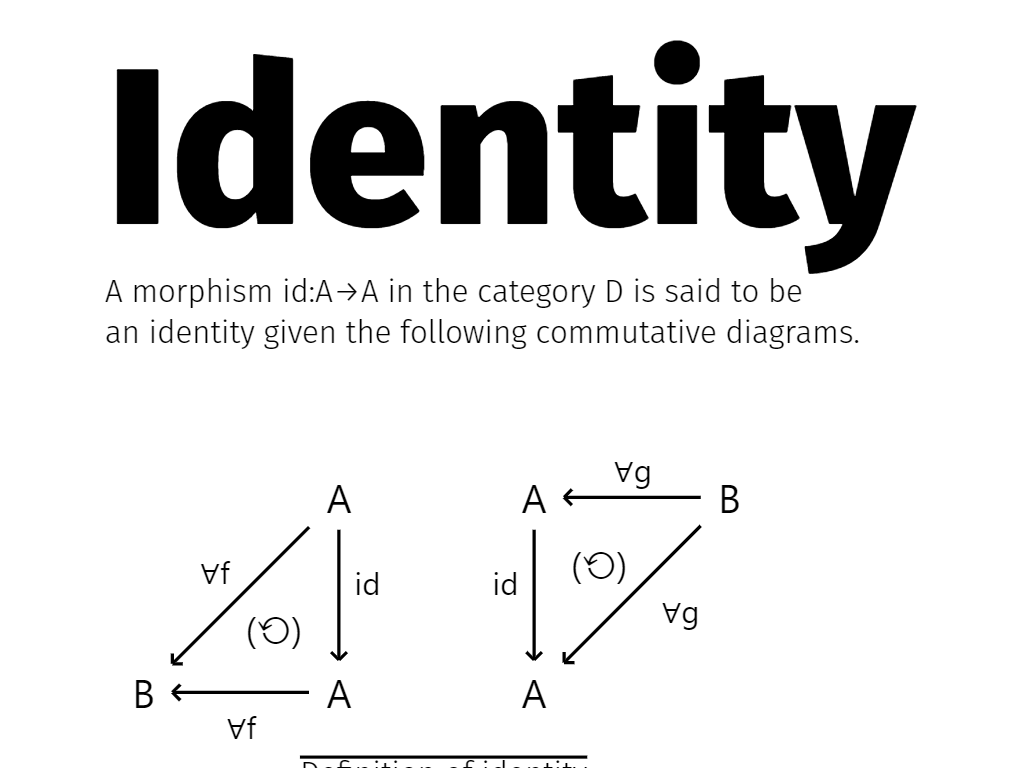 Identity
A morphism id:A→A in the category D is said to be
an identity given the following commutative diagrams.
∀g
A
A
B
∀f
id
id
(↺)
∀g
(↺)
B
A
A
∀f
Definition of identity